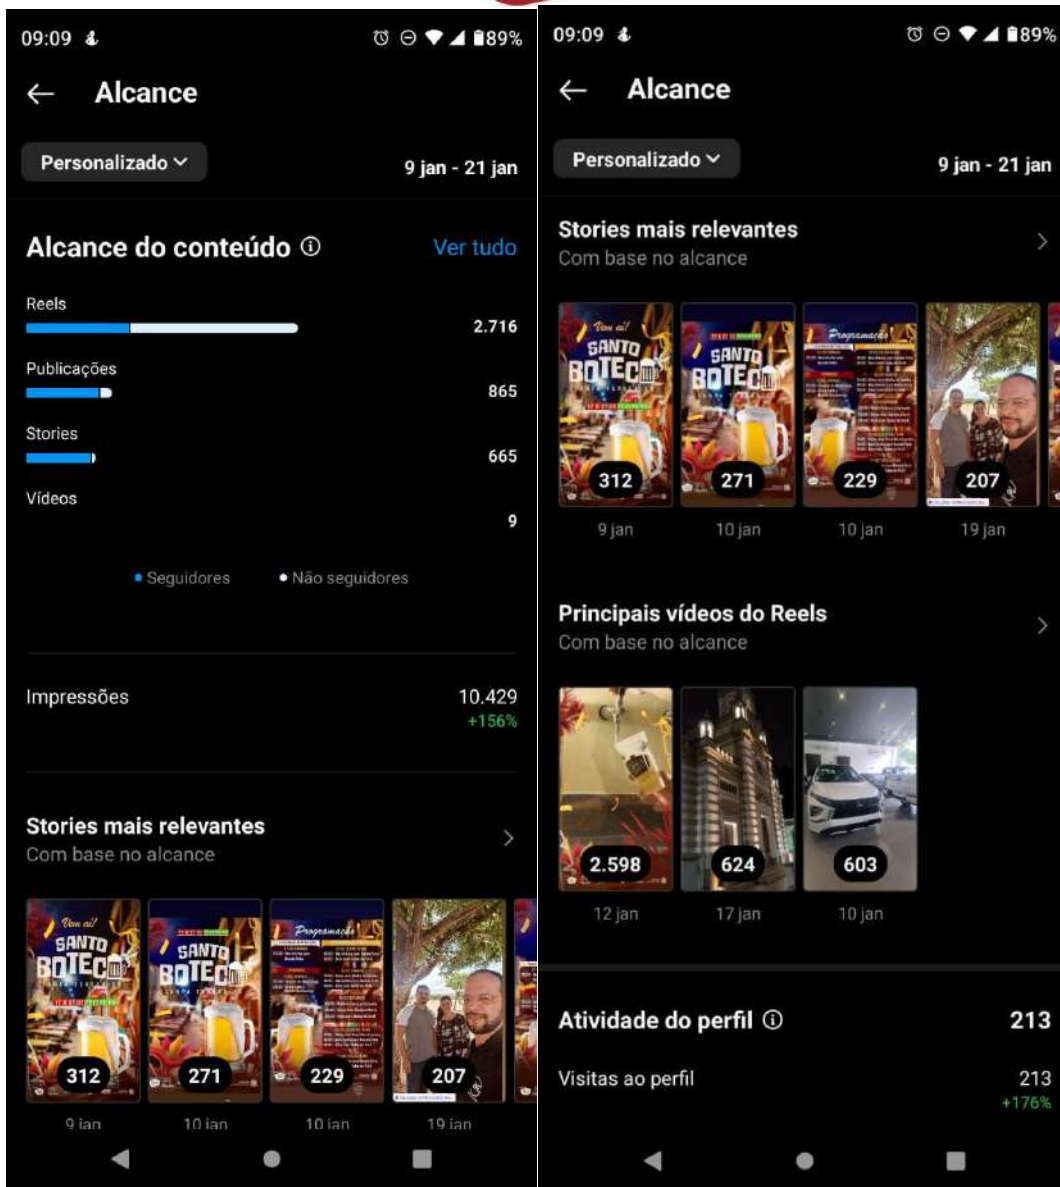 09:09
89%
Alcance
Personalizado
9 jan - 21 jan
Alcance do conteúdo
Ver tudo
Reels
2.716
Publicações
865
Stories
665
Vídeos
9
Seguidores
Não seguidores
Impressões
10.429
+156%
Stories mais relevantes
Com base no alcance
Vem aí!
SANTO
BOTECO
312
SANTO
BOTECO
271
Programação
229
207
9 jan
10 jan
10 jan
19 jan
09:09
89%
Alcance
Personalizado
9 jan - 21 jan
Stories mais relevantes
Com base no alcance
Vem aí!
SANTO
BOTECO
312
SANTO
BOTECO
271
Programação
229
207
9 jan
10 jan
10 jan
19 jan
Principais vídeos do Reels
Com base no alcance
2.598
624
603
12 jan
17 jan
10 jan
Atividade do perfil
213
Visitas ao perfil
213
+176%